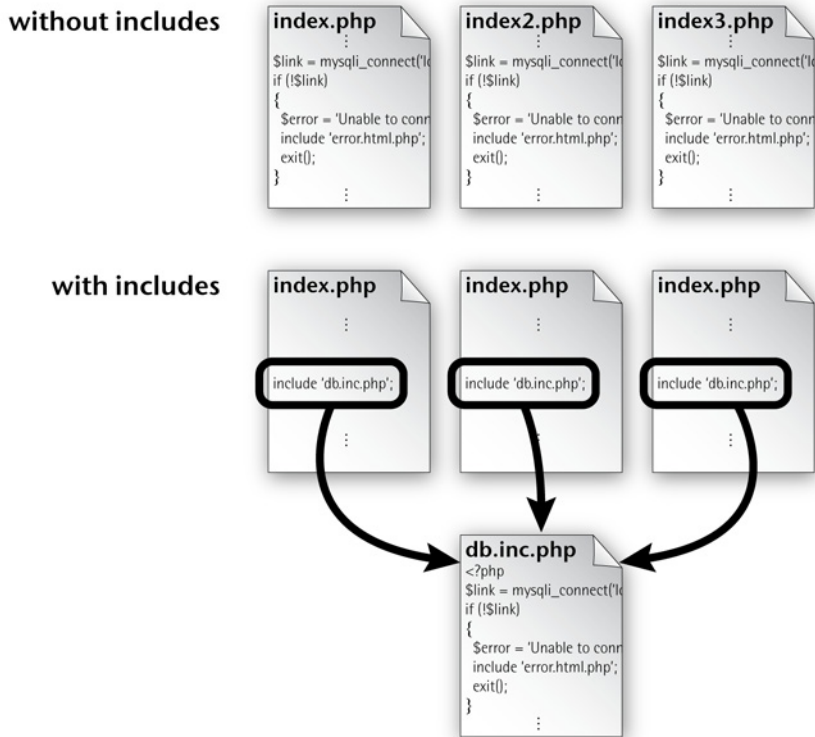 without includes
index.php
⋮
$link = mysqli_connect('l
if (!$link)
{
$error = 'Unable to con
include 'error.html.php';
exit();
}
⋮
index2.php
⋮
$link = mysqli_connect('l
if (!$link)
{
$error = 'Unable to con
include 'error.html.php';
exit();
}
⋮
index3.php
⋮
$link = mysqli_connect('l
if (!$link)
{
$error = 'Unable to con
include 'error.html.php';
exit();
}
⋮
with includes
index.php
⋮
include 'db.inc.php';
⋮
index.php
⋮
include 'db.inc.php';
⋮
index.php
⋮
include 'db.inc.php';
⋮
db.inc.php
<?php
$link = mysqli_connect('l
if (!$link)
{
$error = 'Unable to con
include 'error.html.php';
exit();
}
⋮